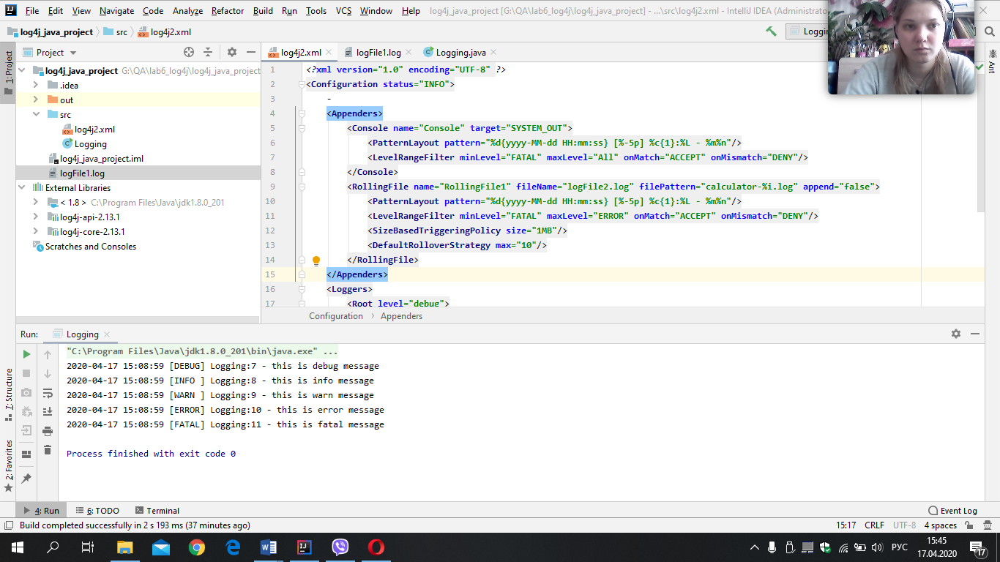 File Edit View Navigate Code Analyze Refactor Build Run Tools VCS Window Help log4j_java_project [G:\QA\lab6_log4j\log4j_java_project] - ...\src\log4j2.xml - IntelliJ IDEA (Administrato
log4j_java_project src log4j2.xml
Project
log4j2.xml logFile1.log Logging.java
1: Project
log4j_java_project G:\QA\lab6_log4j\log4j_java_project
.idea
out
src
log4j2.xml
Logging
log4j_java_project.iml
logFile1.log
External Libraries
< 1.8 > C:\Program Files\Java\jdk1.8.0_201
log4j-api-2.13.1
log4j-core-2.13.1
Scratches and Consoles
1 <?xml version="1.0" encoding="UTF-8" ?>
2 <Configuration status="INFO">
3 -
4 <Appenders>
5 <Console name="Console" target="SYSTEM_OUT">
6 <PatternLayout pattern="%d{yyyy-MM-dd HH:mm:ss} [%-5p] %c{1}:%L - %m%n"/>
7 <LevelRangeFilter minLevel="FATAL" maxLevel="All" onMatch="ACCEPT" onMismatch="DENY"/>
8 </Console>
9 <RollingFile name="RollingFile1" fileName="logFile2.log" filePattern="calculator-%i.log" append="false">
10 <PatternLayout pattern="%d{yyyy-MM-dd HH:mm:ss} [%-5p] %c{1}:%L - %m%n"/>
11 <LevelRangeFilter minLevel="FATAL" maxLevel="ERROR" onMatch="ACCEPT" onMismatch="DENY"/>
12 <SizeBasedTriggeringPolicy size="1MB"/>
13 <DefaultRolloverStrategy max="10"/>
14 </RollingFile>
15 </Appenders>
16 <Loggers>
17 <Root level="debug">
Configuration Appenders
Ant
Run: Logging
"C:\Program Files\Java\jdk1.8.0_201\bin\java.exe" ...
2020-04-17 15:08:59 [DEBUG] Logging:7 - this is debug message
2020-04-17 15:08:59 [INFO ] Logging:8 - this is info message
2020-04-17 15:08:59 [WARN ] Logging:9 - this is warn message
2020-04-17 15:08:59 [ERROR] Logging:10 - this is error message
2020-04-17 15:08:59 [FATAL] Logging:11 - this is fatal message
Process finished with exit code 0
7: Structure
2: Favorites
4: Run 6: TODO Terminal Event Log
Build completed successfully in 2 s 193 ms (37 minutes ago) 15:17 CRLF UTF-8 4 spaces
РУС
15:45
17.04.2020
17